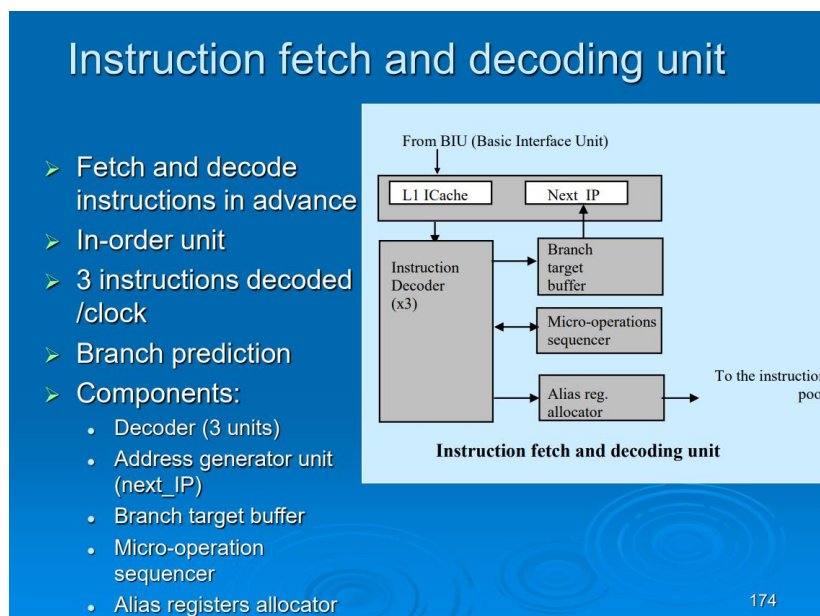 Instruction fetch and decoding unit
Fetch and decode
instructions in advance
In-order unit
3 instructions decoded
/clock
Branch prediction
Components:
Decoder (3 units)
Address generator unit
(next_IP)
Branch target buffer
Micro-operation
sequencer
Alias registers allocator
From BIU (Basic Interface Unit)
L1 ICache
Next_IP
Instruction
Decoder
(x3)
Branch
target
buffer
Micro-operations
sequencer
Alias reg.
allocator
To the instruction
poo
Instruction fetch and decoding unit
174